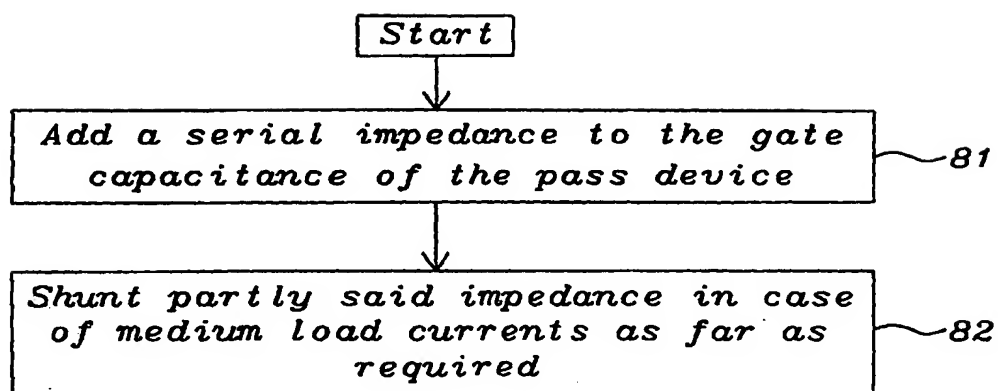 Start
Add a serial impedance to the gate
capacitance of the pass device
81
Shunt partly said impedance in case
of medium load currents as far as
required
82